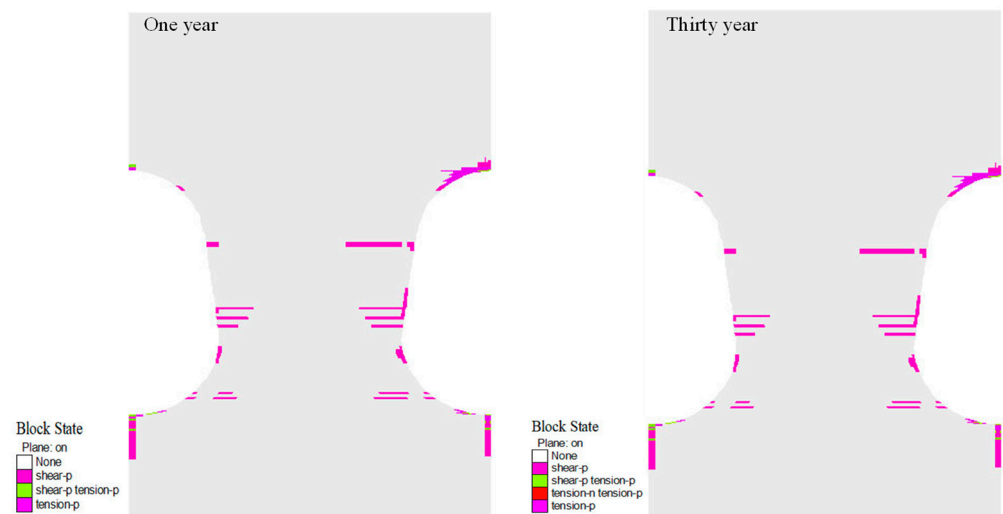 One year
Block State
Plane: on
None
shear-p
shear-p tension-p
tension-p
Thirty year
Block State
Plane: on
None
shear-p
shear-p tension-p
tension-n tension-p
tension-p